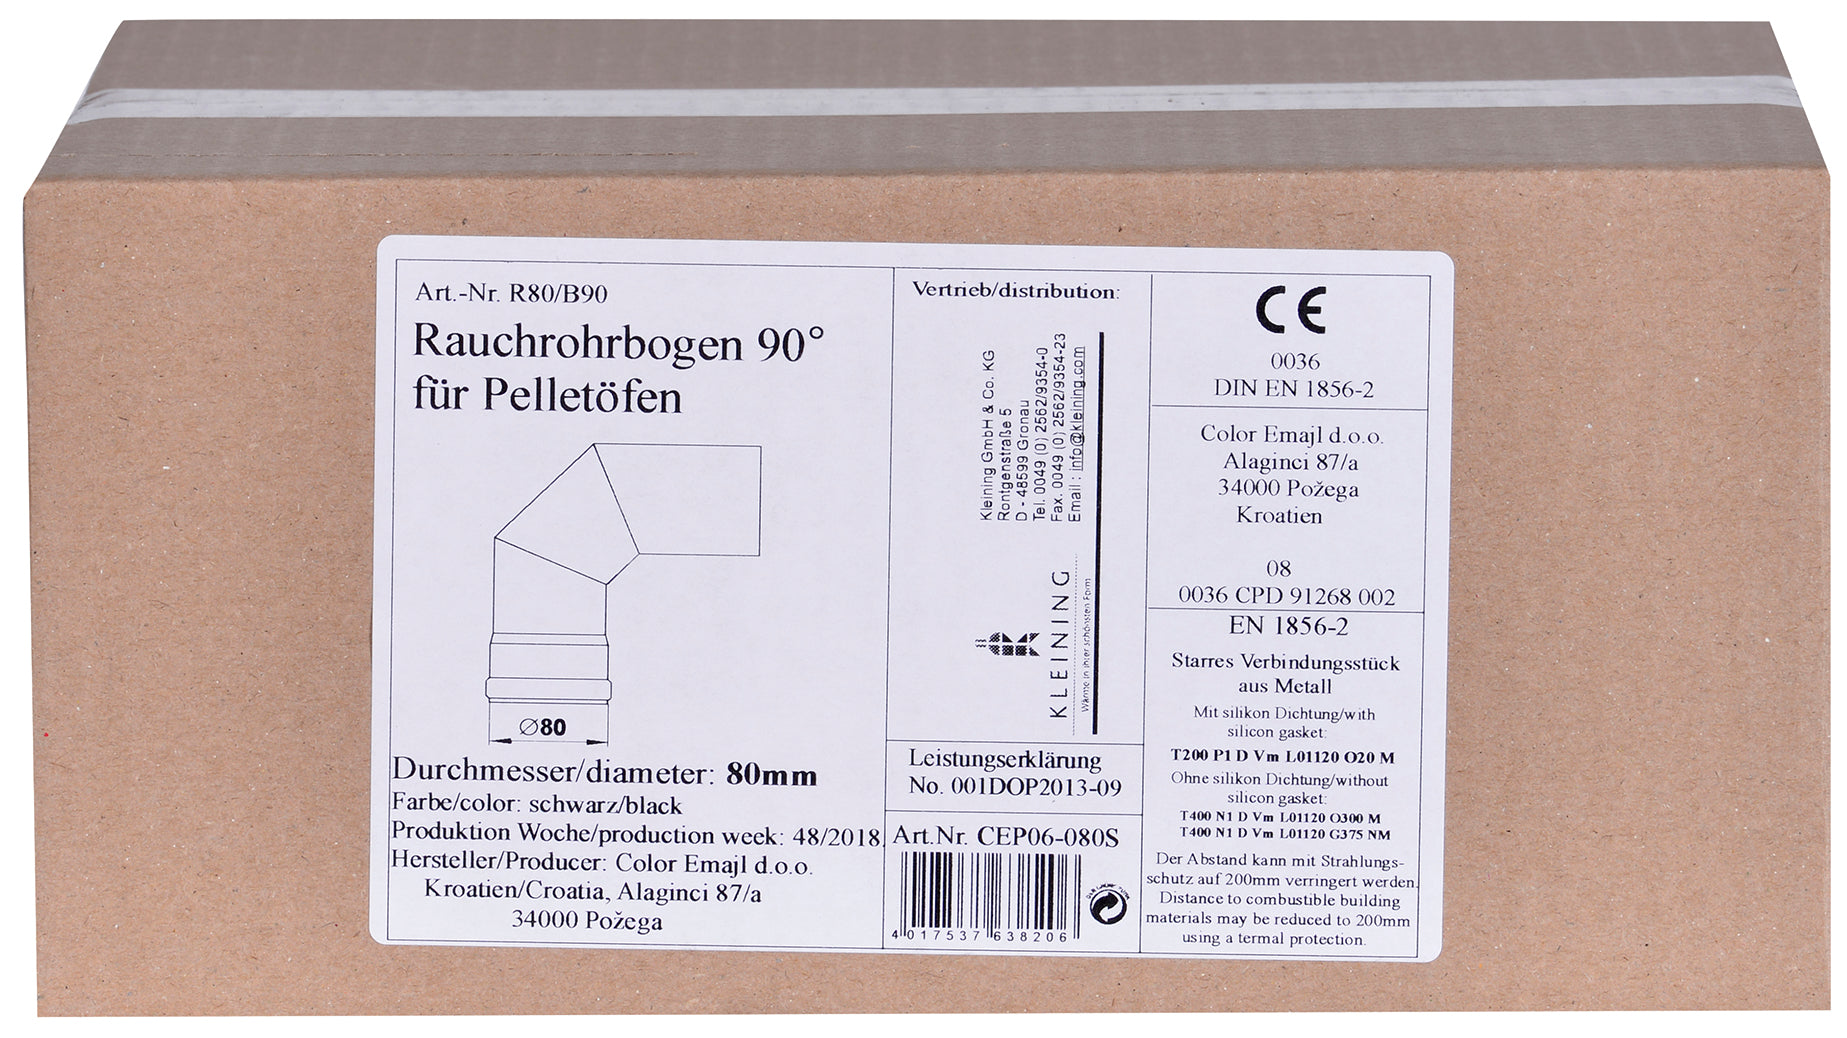 Art.-Nr. R80/B90
Rauchrohrbogen 90°
für Pelletöfen
∅80
Durchmesser/diameter: 80mm
Farbe/color: schwarz/black
Produktion Woche/production week: 48/2018
Hersteller/Producer: Color Emajl d.o.o.
Kroatien/Croatia, Alaginci 87/a
34000 Požega
Vertrieb/distribution:
Kleining GmbH & Co. KG
Rontgenstraße 5
D - 48599 Gronau
Tel. 0049 (0) 2562/9354-0
Fax. 0049 (0) 2562/9354-23
Email : info@kleining.com
KLEINING
Wärme in ihrer schönsten Form
Leistungserklärung
No. 001DOP2013-09
Art.Nr. CEP06-080S
4 017537 638206
CE
0036
DIN EN 1856-2
Color Emajl d.o.o.
Alaginci 87/a
34000 Požega
Kroatien
08
0036 CPD 91268 002
EN 1856-2
Starres Verbindungsstück
aus Metall
Mit silikon Dichtung/with
silicon gasket:
T200 P1 D Vm L01120 O20 M
Ohne silikon Dichtung/without
silicon gasket:
T400 N1 D Vm L01120 O300 M
T400 N1 D Vm L01120 G375 NM
Der Abstand kann mit Strahlungs-
schutz auf 200mm verringert werden.
Distance to combustible building
materials may be reduced to 200mm
using a termal protection.